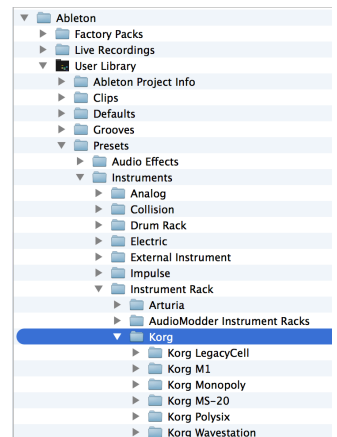 Ableton
Factory Packs
Live Recordings
User Library
Ableton Project Info
Clips
Defaults
Grooves
Presets
Audio Effects
Instruments
Analog
Collision
Drum Rack
Electric
External Instrument
Impulse
Instrument Rack
Arturia
AudioModder Instrument Racks
Korg
Korg LegacyCell
Korg M1
Korg Monopoly
Korg MS-20
Korg Polysix
Korg Wavestation